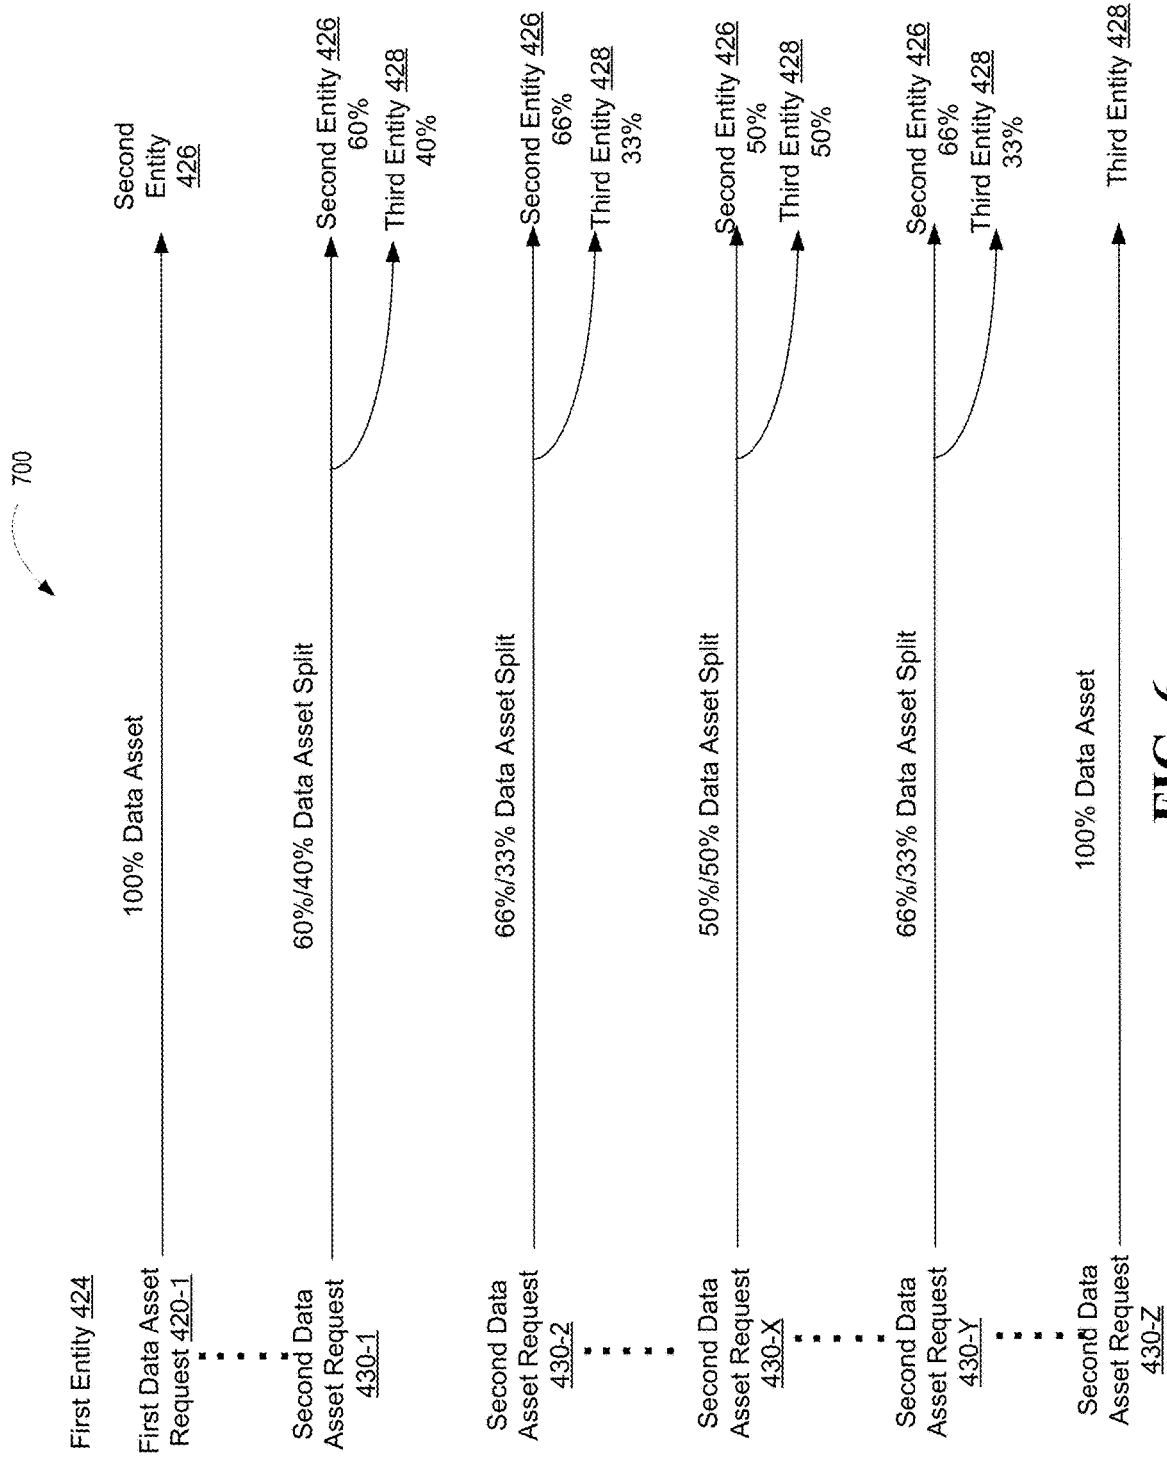 700
First Entity 424
First Data Asset
Request 420-1
100% Data Asset
Second
Entity
426
Second Data
Asset Request
430-1
60%/40% Data Asset Split
Second Entity 426
60%
Third Entity 428
40%
Second Data
Asset Request
430-2
66%/33% Data Asset Split
Second Entity 426
66%
Third Entity 428
33%
Second Data
Asset Request
430-X
50%/50% Data Asset Split
Second Entity 426
50%
Third Entity 428
50%
Second Data
Asset Request
430-Y
66%/33% Data Asset Split
Second Entity 426
66%
Third Entity 428
33%
Second Data
Asset Request
430-Z
100% Data Asset
Third Entity 428